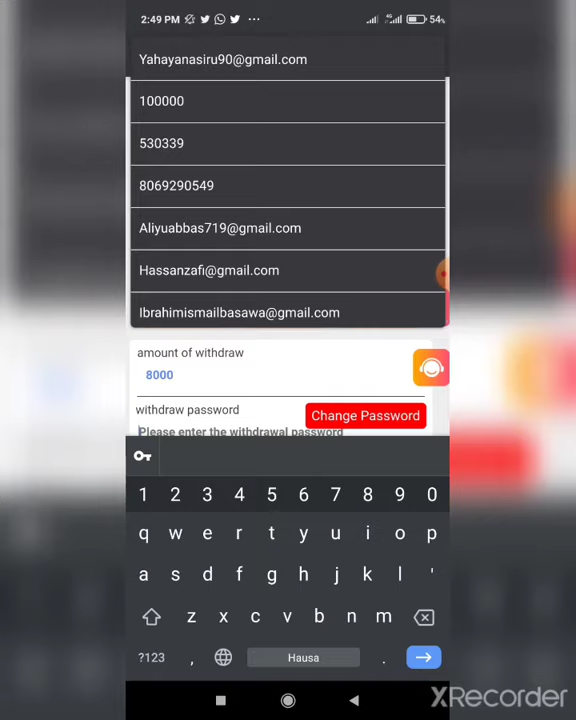 2:49 PM
4G
54%
Yahayanasiru90@gmail.com
100000
530339
8069290549
Aliyuabbas719@gmail.com
Hassanzafi@gmail.com
Ibrahimismailbasawa@gmail.com
amount of withdraw
8000
withdraw password
Change Password
Please enter the withdrawal password
1 2 3 4 5 6 7 8 9 0
q w e r t y u i o p
a s d f g h j k l '
z x c v b n m
?123 , Hausa .
XRecorder